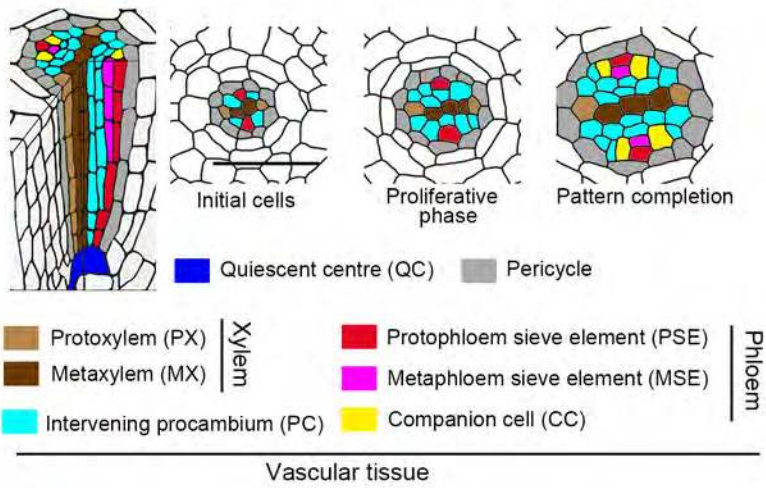 Initial cells
Proliferative
phase
Pattern completion
Quiescent centre (QC)
Pericycle
Protoxylem (PX)
Metaxylem (MX)
Xylem
Intervening procambium (PC)
Protophloem sieve element (PSE)
Metaphloem sieve element (MSE)
Companion cell (CC)
Phloem
Vascular tissue